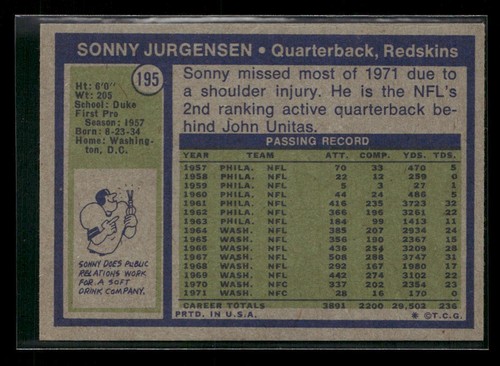 SONNY JURGENSEN • Quarterback, Redskins
195
Ht: 6'0"
Wt: 205
School: Duke
First Pro
Season: 1957
Born: 8-23-34
Home: Washing-
ton, D.C.
SONNY DOES PUBLIC
RELATIONS WORK
FOR A SOFT
DRINK COMPANY.
Sonny missed most of 1971 due to
a shoulder injury. He is the NFL's
2nd ranking active quarterback be-
hind John Unitas.
PASSING RECORD
YEAR TEAM ATT. COMP. YDS. TDS.
1957 PHILA. NFL 70 33 470 5
1958 PHILA. NFL 22 12 259 0
1959 PHILA. NFL 5 3 27 1
1960 PHILA. NFL 44 24 486 5
1961 PHILA. NFL 416 235 3723 32
1962 PHILA. NFL 366 196 3261 22
1963 PHILA. NFL 184 99 1413 11
1964 WASH. NFL 385 207 2934 24
1965 WASH. NFL 356 190 2367 15
1966 WASH. NFL 436 254 3209 28
1967 WASH. NFL 508 288 3747 31
1968 WASH. NFL 292 167 1980 17
1969 WASH. NFL 442 274 3102 22
1970 WASH. NFC 337 202 2354 23
1971 WASH. NFC 28 16 170 0
CAREER TOTALS 3891 2200 29,502 236
PRTD. IN U.S.A. ✱ © T.C.G.